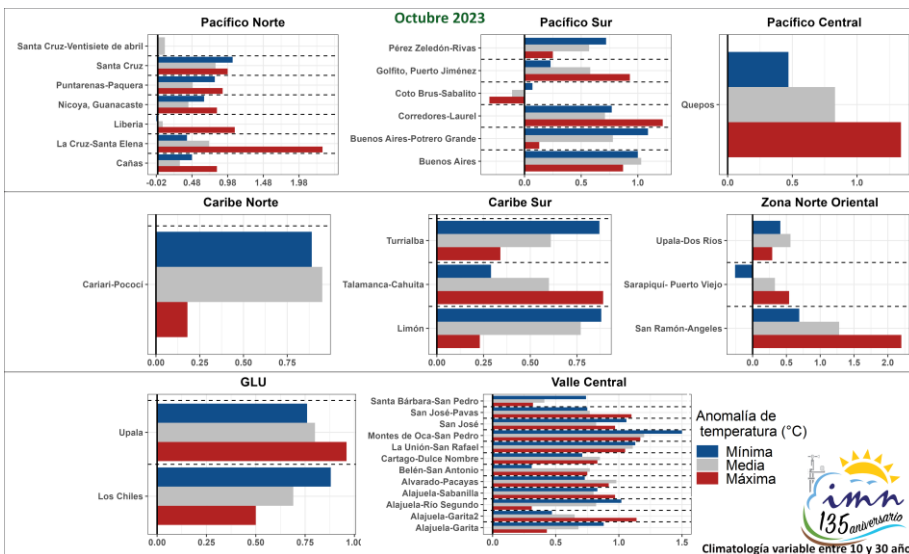 Octubre 2023
Pacífico Norte
Santa Cruz-Ventisiete de abril
Santa Cruz
Puntarenas-Paquera
Nicoya, Guanacaste
Liberia
La Cruz-Santa Elena
Cañas
-0.02 0.48 0.98 1.48 1.98
Pacífico Sur
Pérez Zeledón-Rivas
Golfito, Puerto Jiménez
Coto Brus-Sabalito
Corredores-Laurel
Buenos Aires-Potrero Grande
Buenos Aires
0.0 0.5 1.0
Pacífico Central
Quepos
0.0 0.5 1.0
Caribe Norte
Cariari-Pococí
0.00 0.25 0.50 0.75
Caribe Sur
Turrialba
Talamanca-Cahuita
Limón
0.00 0.25 0.50 0.75
Zona Norte Oriental
Upala-Dos Ríos
Sarapiquí- Puerto Viejo
San Ramón-Angeles
0.0 0.5 1.0 1.5 2.0
GLU
Upala
Los Chiles
0.00 0.25 0.50 0.75 1.00
Valle Central
Santa Bárbara-San Pedro
San José-Pavas
San José
Montes de Oca-San Pedro
La Unión-San Rafael
Cartago-Dulce Nombre
Belén-San Antonio
Alvarado-Pacayas
Alajuela-Sabanilla
Alajuela-Río Segundo
Alajuela-Garita2
Alajuela-Garita
0.0 0.5 1.0 1.5
Anomalía de
temperatura (°C)
Mínima
Media
Máxima
imn
135 aniversario
Climatología variable entre 10 y 30 año